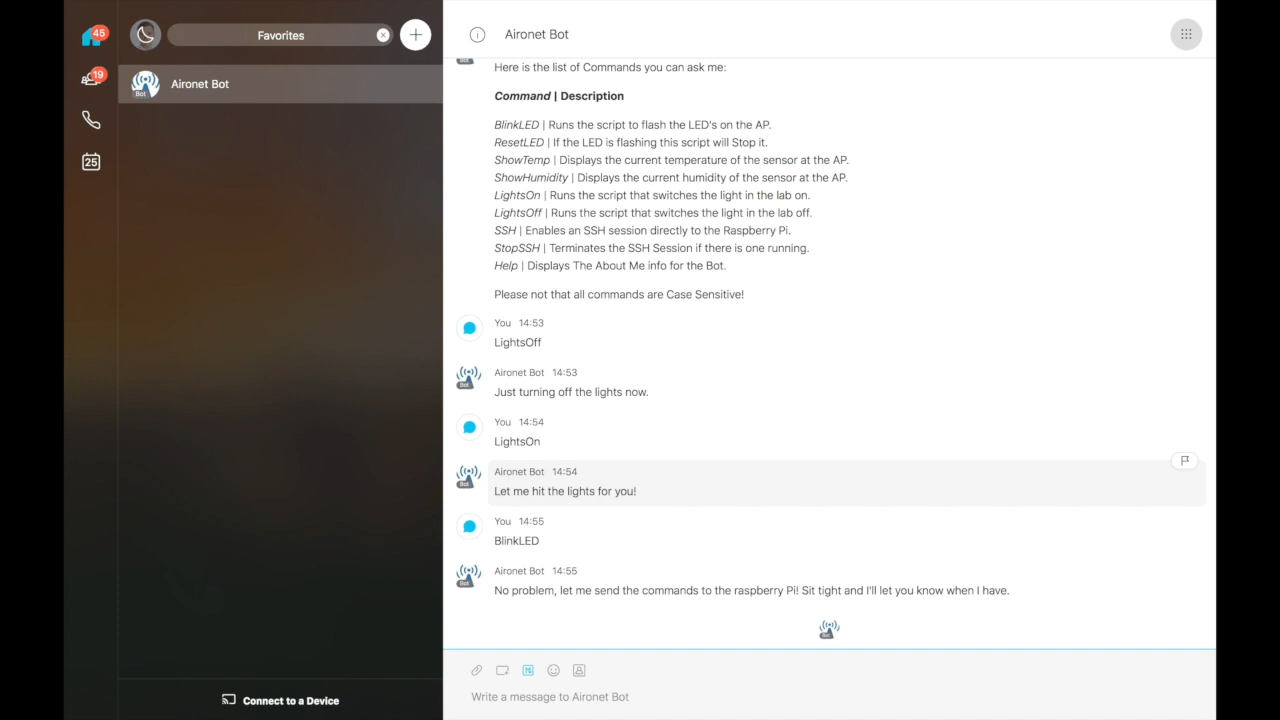 45
Favorites
Aironet Bot
19
Bot
Aironet Bot
25
Bot
Here is the list of Commands you can ask me:
Command | Description
BlinkLED | Runs the script to flash the LED's on the AP.
ResetLED | If the LED is flashing this script will Stop it.
ShowTemp | Displays the current temperature of the sensor at the AP.
ShowHumidity | Displays the current humidity of the sensor at the AP.
LightsOn | Runs the script that switches the light in the lab on.
LightsOff | Runs the script that switches the light in the lab off.
SSH | Enables an SSH session directly to the Raspberry Pi.
StopSSH | Terminates the SSH Session if there is one running.
Help | Displays The About Me info for the Bot.
Please not that all commands are Case Sensitive!
You 14:53
LightsOff
Aironet Bot 14:53
Bot
Just turning off the lights now.
You 14:54
LightsOn
Aironet Bot 14:54
Bot
Let me hit the lights for you!
You 14:55
BlinkLED
Aironet Bot 14:55
Bot
No problem, let me send the commands to the raspberry Pi! Sit tight and I'll let you know when I have.
Bot
Write a message to Aironet Bot
Connect to a Device